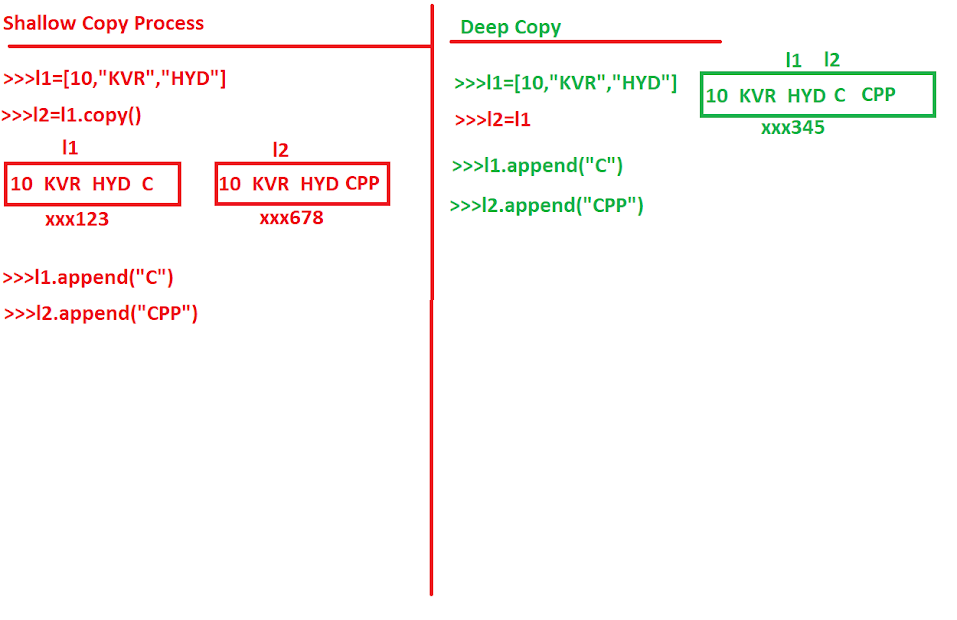 Shallow Copy Process
>>>l1=[10,"KVR","HYD"]
>>>l2=l1.copy()
l1
l2
10 KVR HYD C
10 KVR HYD CPP
xxx123
xxx678
>>>l1.append("C")
>>>l2.append("CPP")
Deep Copy
l1 l2
>>>l1=[10,"KVR","HYD"]
10 KVR HYD C CPP
>>>l2=l1
xxx345
>>>l1.append("C")
>>>l2.append("CPP")